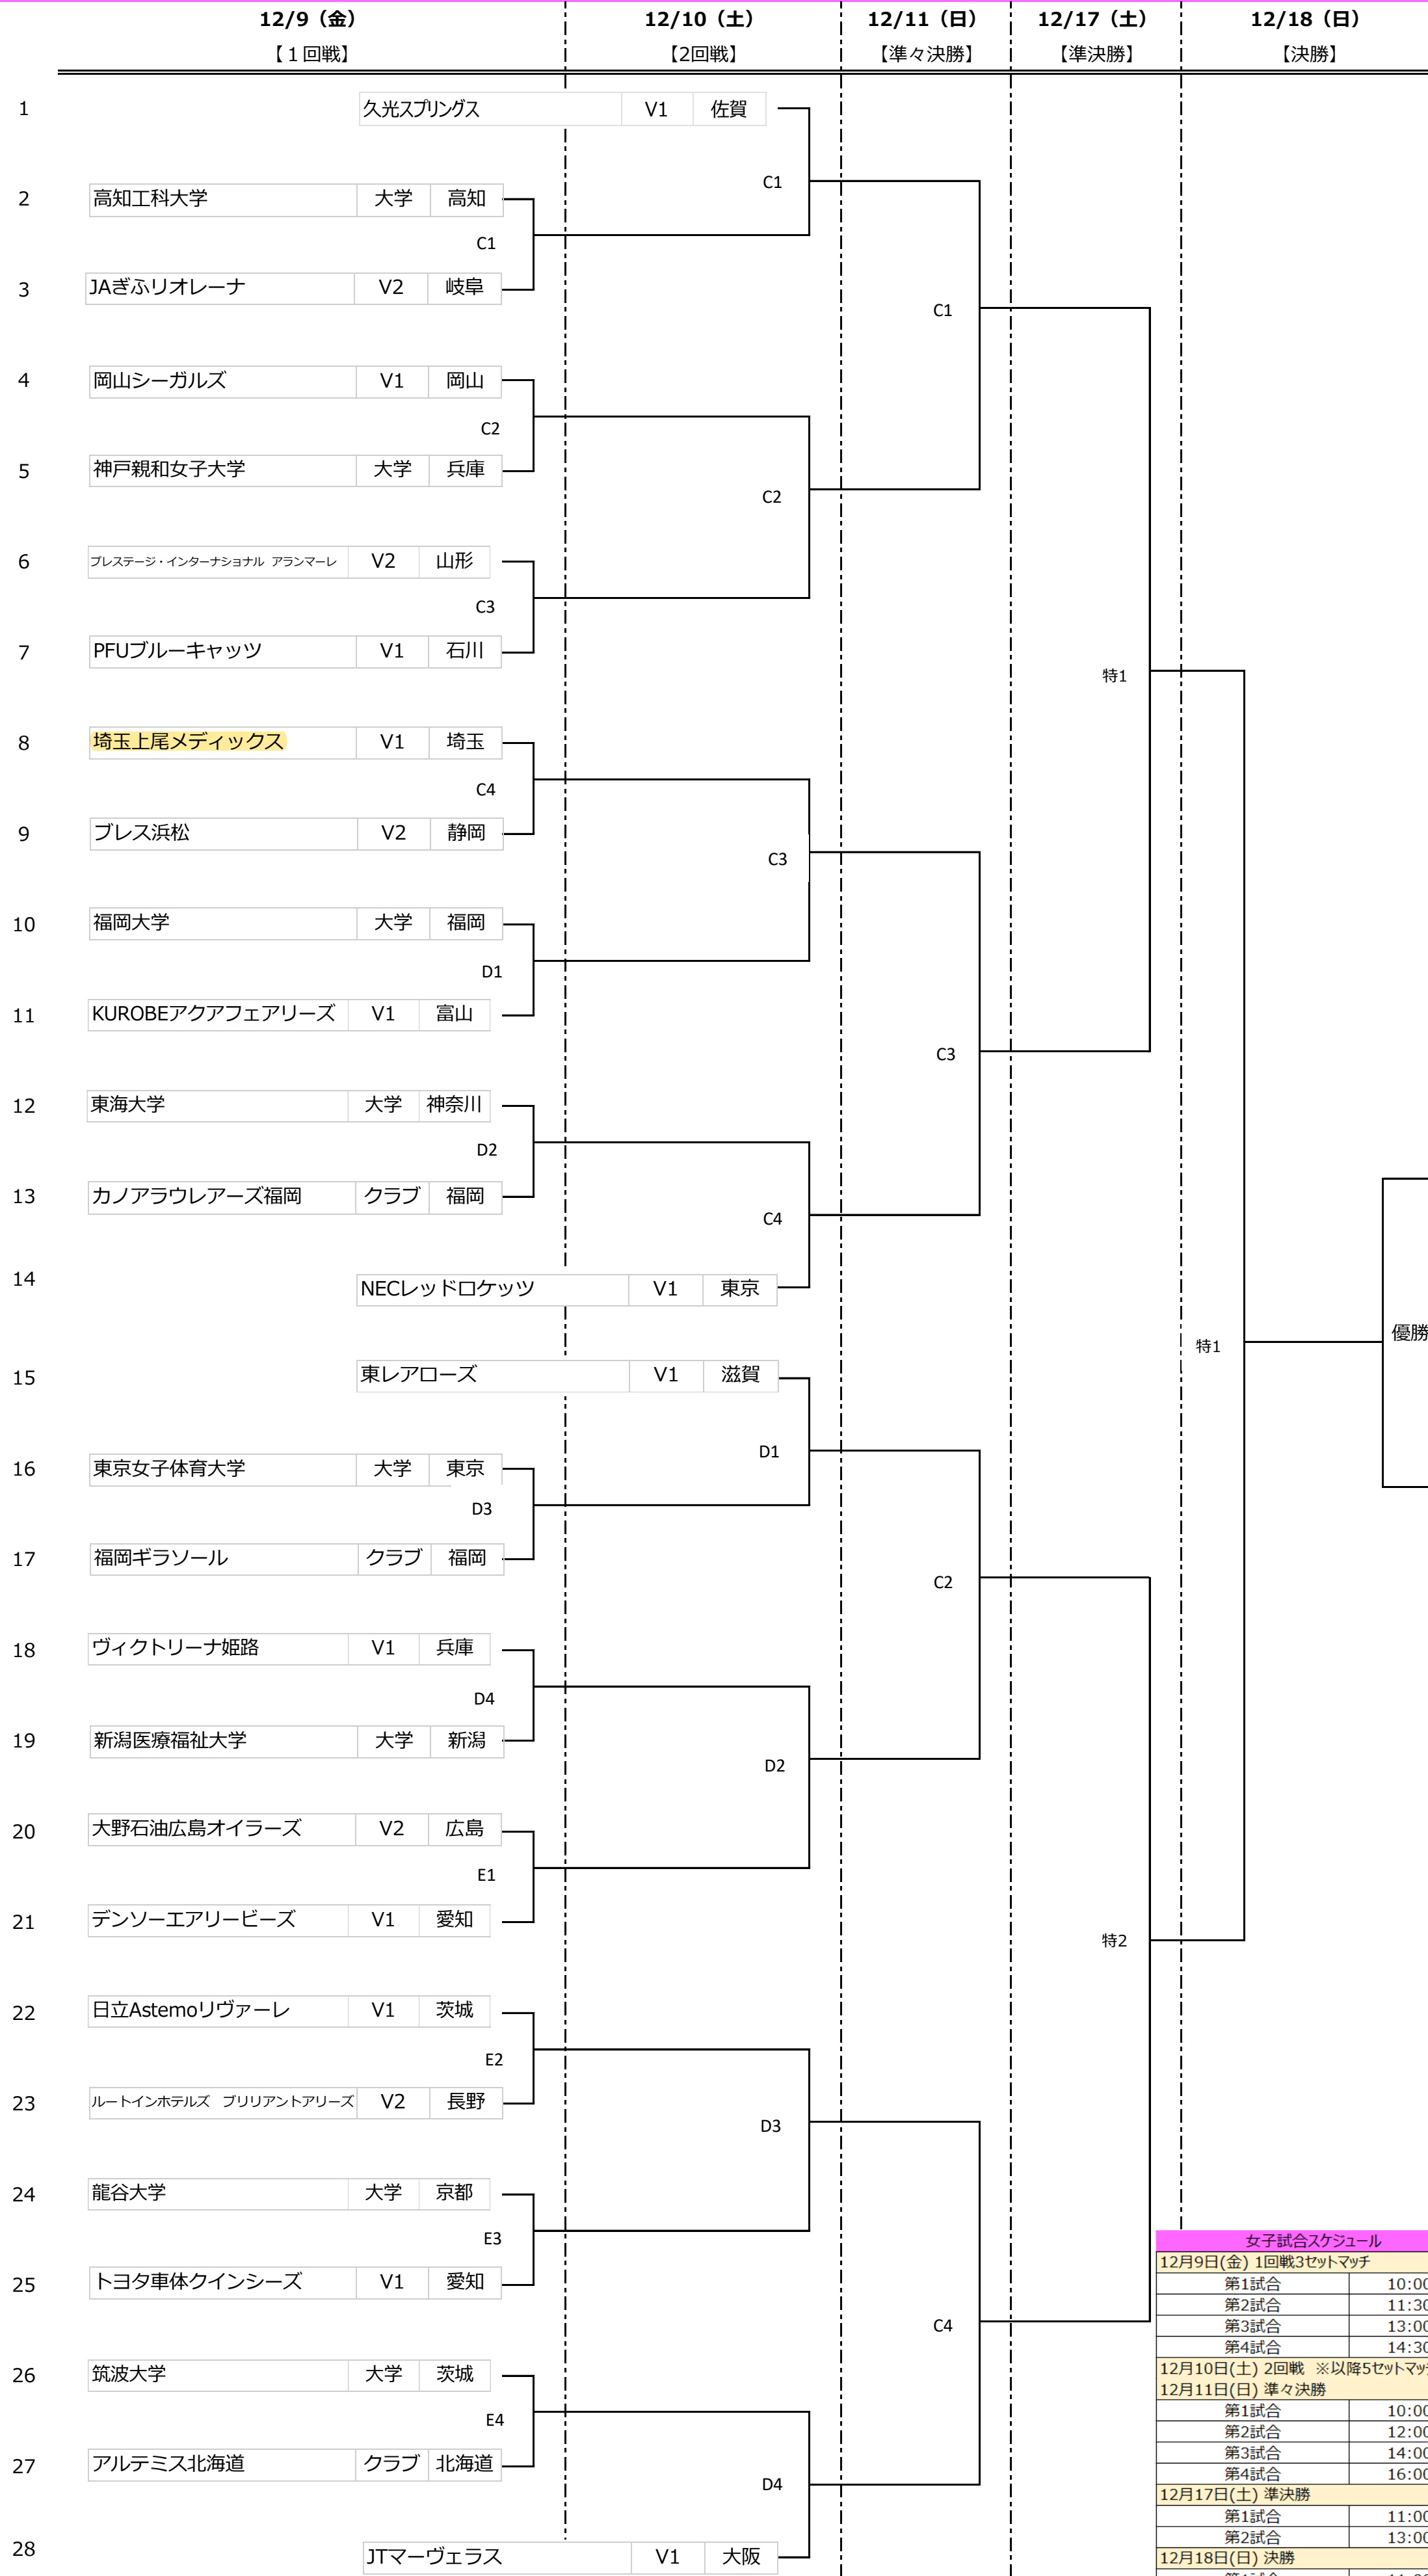 12/9（金） 12/10（土） 12/11（日） 12/17（土） 12/18（日）
【１回戦】 【2回戦】 【準々決勝】 【準決勝】 【決勝】
1 久光スプリングス V1 佐賀
C1
2 高知工科大学 大学 高知
C1
3 JAぎふリオレーナ V2 岐阜
C1
4 岡山シーガルズ V1 岡山
C2
5 神戸親和女子大学 大学 兵庫
C2
6 プレステージ・インターナショナル アランマーレ V2 山形
C3
7 PFUブルーキャッツ V1 石川
特1
8 埼玉上尾メディックス V1 埼玉
C4
9 ブレス浜松 V2 静岡
C3
10 福岡大学 大学 福岡
D1
11 KUROBEアクアフェアリーズ V1 富山
C3
12 東海大学 大学 神奈川
D2
13 カノアラウレアーズ福岡 クラブ 福岡
C4
14 NECレッドロケッツ V1 東京
特1 優勝
15 東レアローズ V1 滋賀
D1
16 東京女子体育大学 大学 東京
D3
17 福岡ギラソール クラブ 福岡
C2
18 ヴィクトリーナ姫路 V1 兵庫
D4
19 新潟医療福祉大学 大学 新潟
D2
20 大野石油広島オイラーズ V2 広島
E1
21 デンソーエアリービーズ V1 愛知
特2
22 日立Astemoリヴァーレ V1 茨城
E2
23 ルートインホテルズ　ブリリアントアリーズ V2 長野
D3
24 龍谷大学 大学 京都
E3
25 トヨタ車体クインシーズ V1 愛知
C4
26 筑波大学 大学 茨城
E4
27 アルテミス北海道 クラブ 北海道
D4
28 JTマーヴェラス V1 大阪
女子試合スケジュール
12月9日(金) 1回戦3セットマッチ
第1試合 10:00
第2試合 11:30
第3試合 13:00
第4試合 14:30
12月10日(土) 2回戦 ※以降5セットマッチ
12月11日(日) 準々決勝
第1試合 10:00
第2試合 12:00
第3試合 14:00
第4試合 16:00
12月17日(土) 準決勝
第1試合 11:00
第2試合 13:00
12月18日(日) 決勝